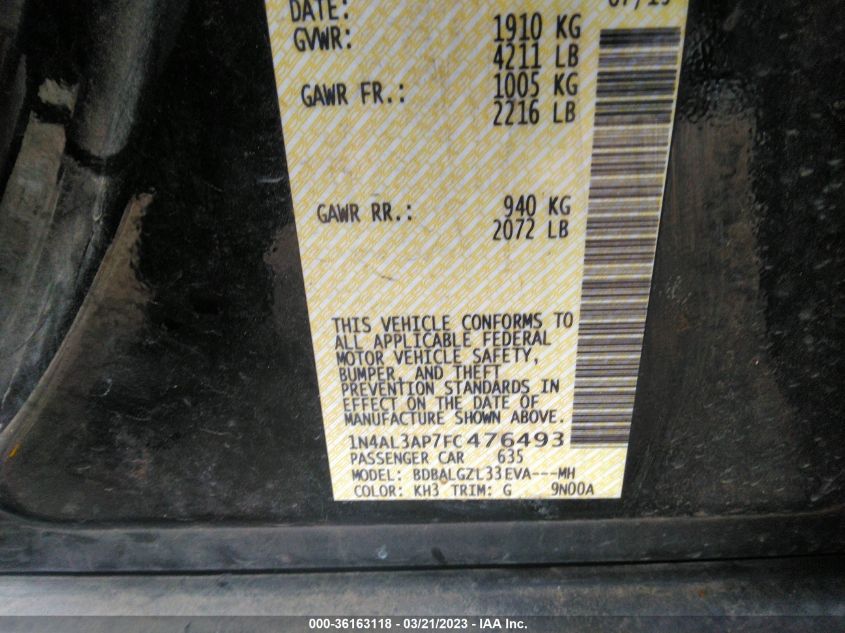 DATE: 07/15
GVWR: 1910 KG
4211 LB
GAWR FR.: 1005 KG
2216 LB
GAWR RR.: 940 KG
2072 LB
THIS VEHICLE CONFORMS TO
ALL APPLICABLE FEDERAL
MOTOR VEHICLE SAFETY,
BUMPER, AND THEFT
PREVENTION STANDARDS IN
EFFECT ON THE DATE OF
MANUFACTURE SHOWN ABOVE.
1N4AL3AP7FC476493
PASSENGER CAR 635
MODEL: BDBALGZL33EVA---MH
COLOR: KH3 TRIM: G 9N00A
000-36163118 — 03/21/2023 — IAA Inc.